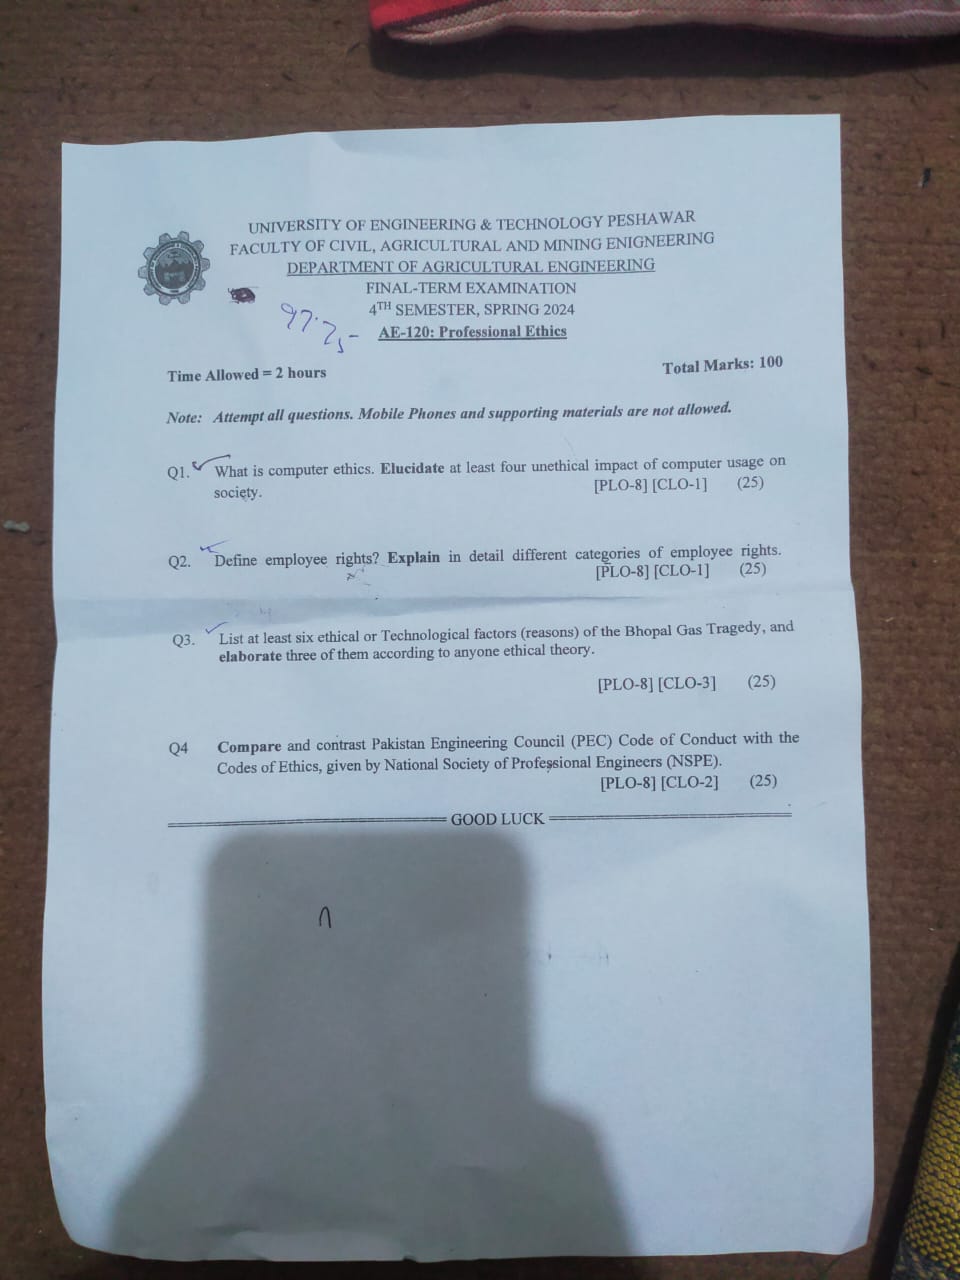 UNIVERSITY OF ENGINEERING & TECHNOLOGY PESHAWAR
FACULTY OF CIVIL, AGRICULTURAL AND MINING ENIGNEERING
DEPARTMENT OF AGRICULTURAL ENGINEERING
FINAL-TERM EXAMINATION
4TH SEMESTER, SPRING 2024
AE-120: Professional Ethics
Time Allowed = 2 hours Total Marks: 100
Note: Attempt all questions. Mobile Phones and supporting materials are not allowed.
Q1. What is computer ethics. Elucidate at least four unethical impact of computer usage on
society. [PLO-8] [CLO-1] (25)
Q2. Define employee rights? Explain in detail different categories of employee rights.
[PLO-8] [CLO-1] (25)
Q3. List at least six ethical or Technological factors (reasons) of the Bhopal Gas Tragedy, and
elaborate three of them according to anyone ethical theory.
[PLO-8] [CLO-3] (25)
Q4 Compare and contrast Pakistan Engineering Council (PEC) Code of Conduct with the
Codes of Ethics, given by National Society of Professional Engineers (NSPE).
[PLO-8] [CLO-2] (25)
GOOD LUCK